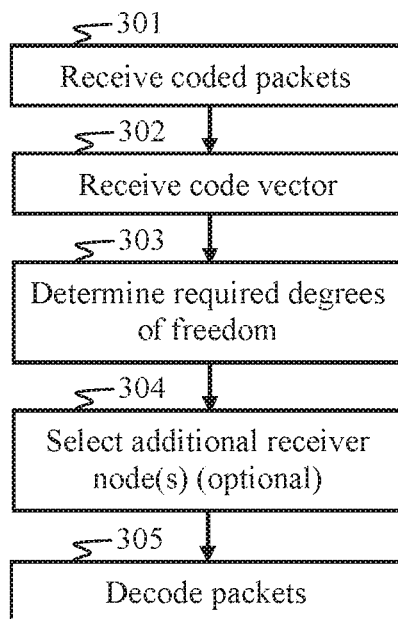 301
Receive coded packets
302
Receive code vector
303
Determine required degrees
of freedom
304
Select additional receiver
node(s) (optional)
305
Decode packets